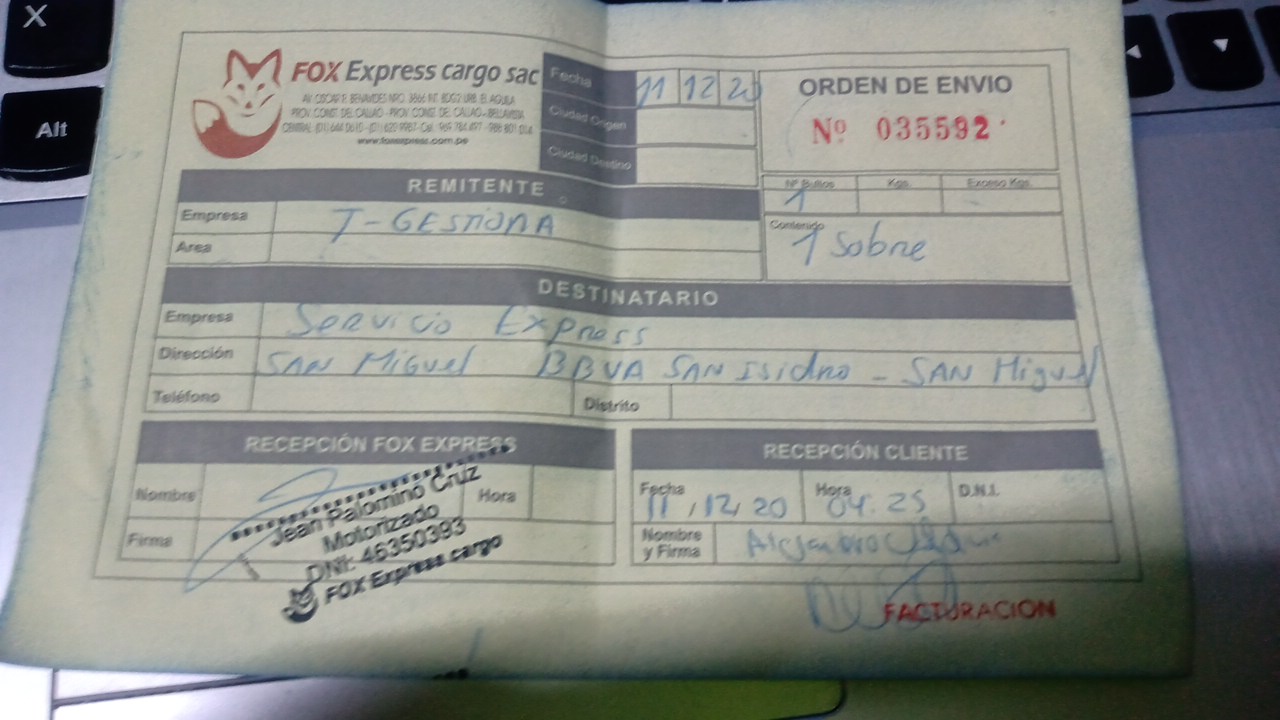 X
Alt
FOX Express cargo sac
www.foxexpress.com.pe
Fecha 11 12 20
Ciudad Origen
Ciudad Destino
ORDEN DE ENVIO
Nº 035592
Nº Bultos Kgs. Exceso Kgs.
1
Contenido
1 Sobre
REMITENTE
Empresa T-GESTIONA
Area
DESTINATARIO
Empresa Servicio Express
Dirección SAN Miguel BBVA SAN ISIDRO - SAN Miguel
Teléfono Distrito
RECEPCIÓN FOX EXPRESS
Nombre Hora
Firma
Jean Palomino Cruz
Motorizado
DNI: 46350393
FOX Express cargo
RECEPCIÓN CLIENTE
Fecha Hora D.N.I.
11, 12, 20 04.25
Nombre
y Firma Alejandro
FACTURACION